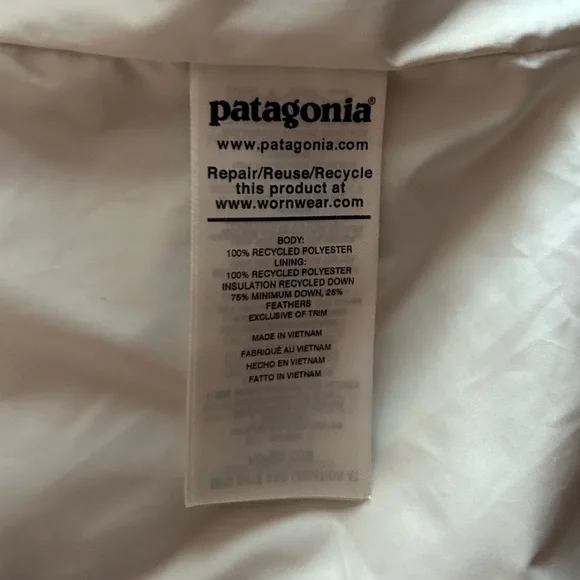 patagonia®
www.patagonia.com
Repair/Reuse/Recycle
this product at
www.wornwear.com
BODY:
100% RECYCLED POLYESTER
LINING:
100% RECYCLED POLYESTER
INSULATION RECYCLED DOWN
75% MINIMUM DOWN, 25%
FEATHERS
EXCLUSIVE OF TRIM
MADE IN VIETNAM
FABRIQUÉ AU VIETNAM
HECHO EN VIETNAM
FATTO IN VIETNAM